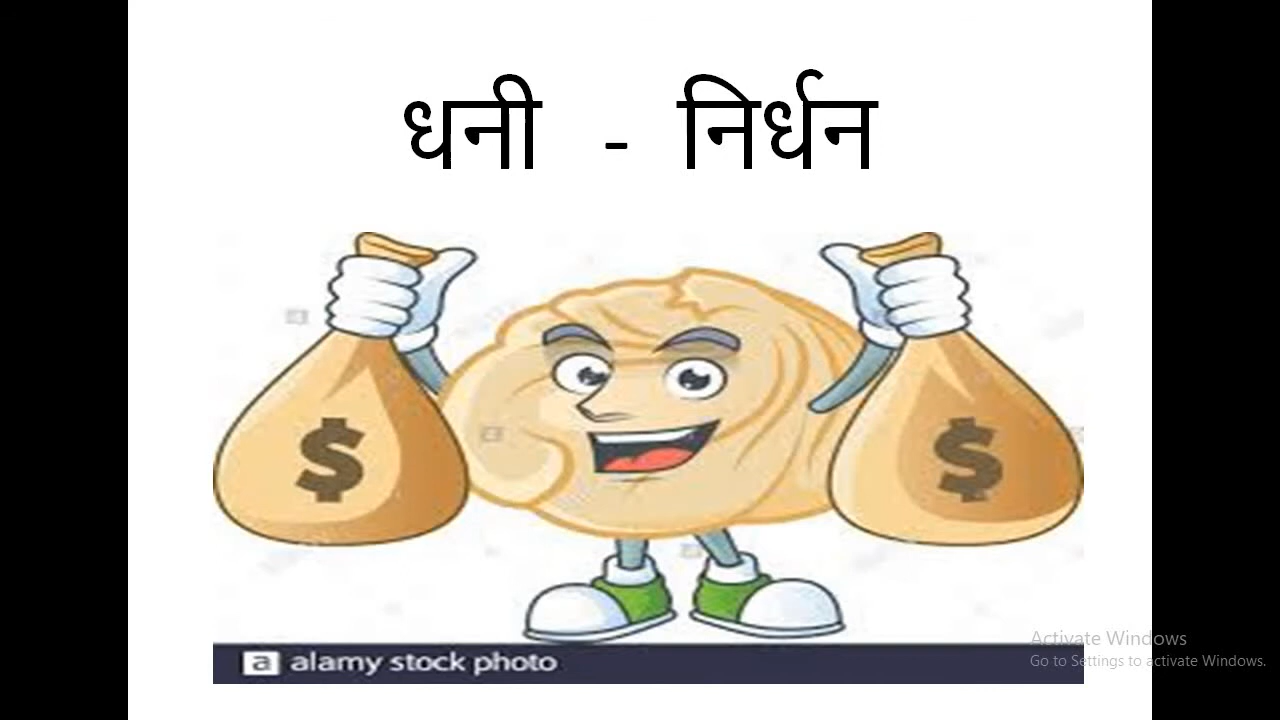 धनी - निर्धन
$ $
a alamy stock photo
Activate Windows
Go to Settings to activate Windows.